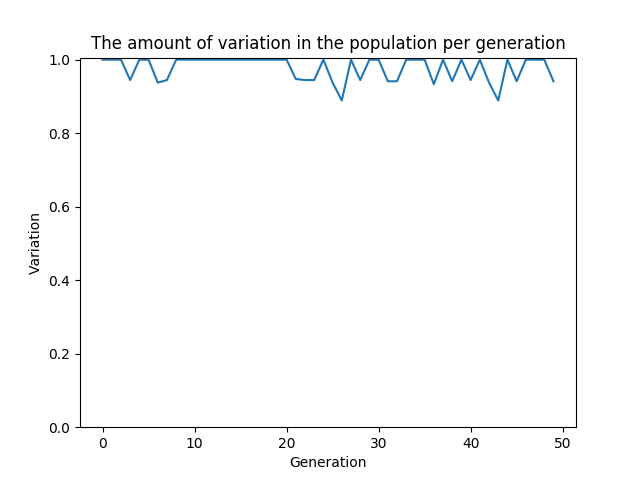 The amount of variation in the population per generation
1.0
0.8
0.6
0.4
0.2
0.0
Variation
0 10 20 30 40 50
Generation